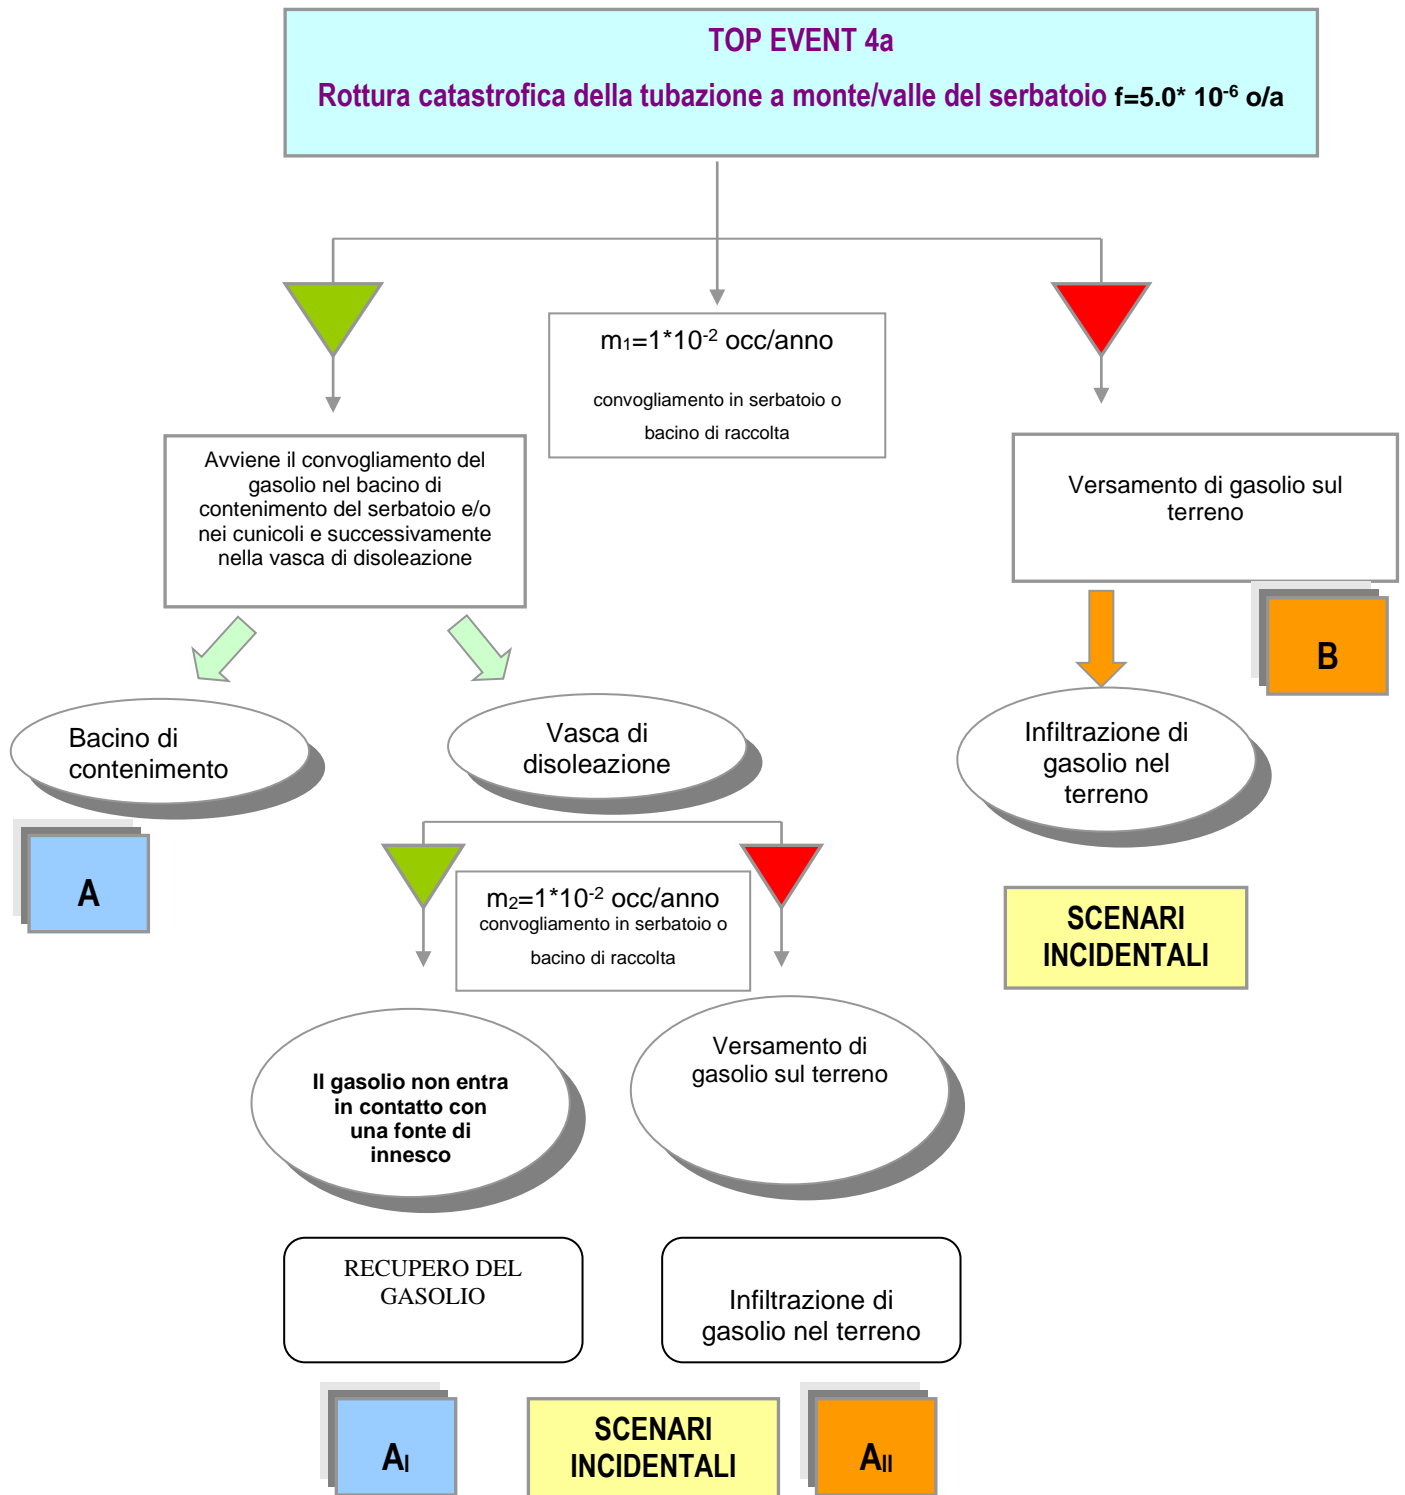 TOP EVENT 4a
Rottura catastrofica della tubazione a monte/valle del serbatoio f=5.0* 10⁻⁶ o/a
m₁=1*10⁻² occ/anno
convogliamento in serbatoio o
bacino di raccolta
Avviene il convogliamento del
gasolio nel bacino di
contenimento del serbatoio e/o
nei cunicoli e successivamente
nella vasca di disoleazione
Versamento di gasolio sul
terreno
B
Bacino di
contenimento
Vasca di
disoleazione
Infiltrazione di
gasolio nel
terreno
A
m₂=1*10⁻² occ/anno
convogliamento in serbatoio o
bacino di raccolta
SCENARI
INCIDENTALI
Il gasolio non entra
in contatto con
una fonte di
innesco
Versamento di
gasolio sul terreno
RECUPERO DEL
GASOLIO
Infiltrazione di
gasolio nel terreno
AI
SCENARI
INCIDENTALI
AII